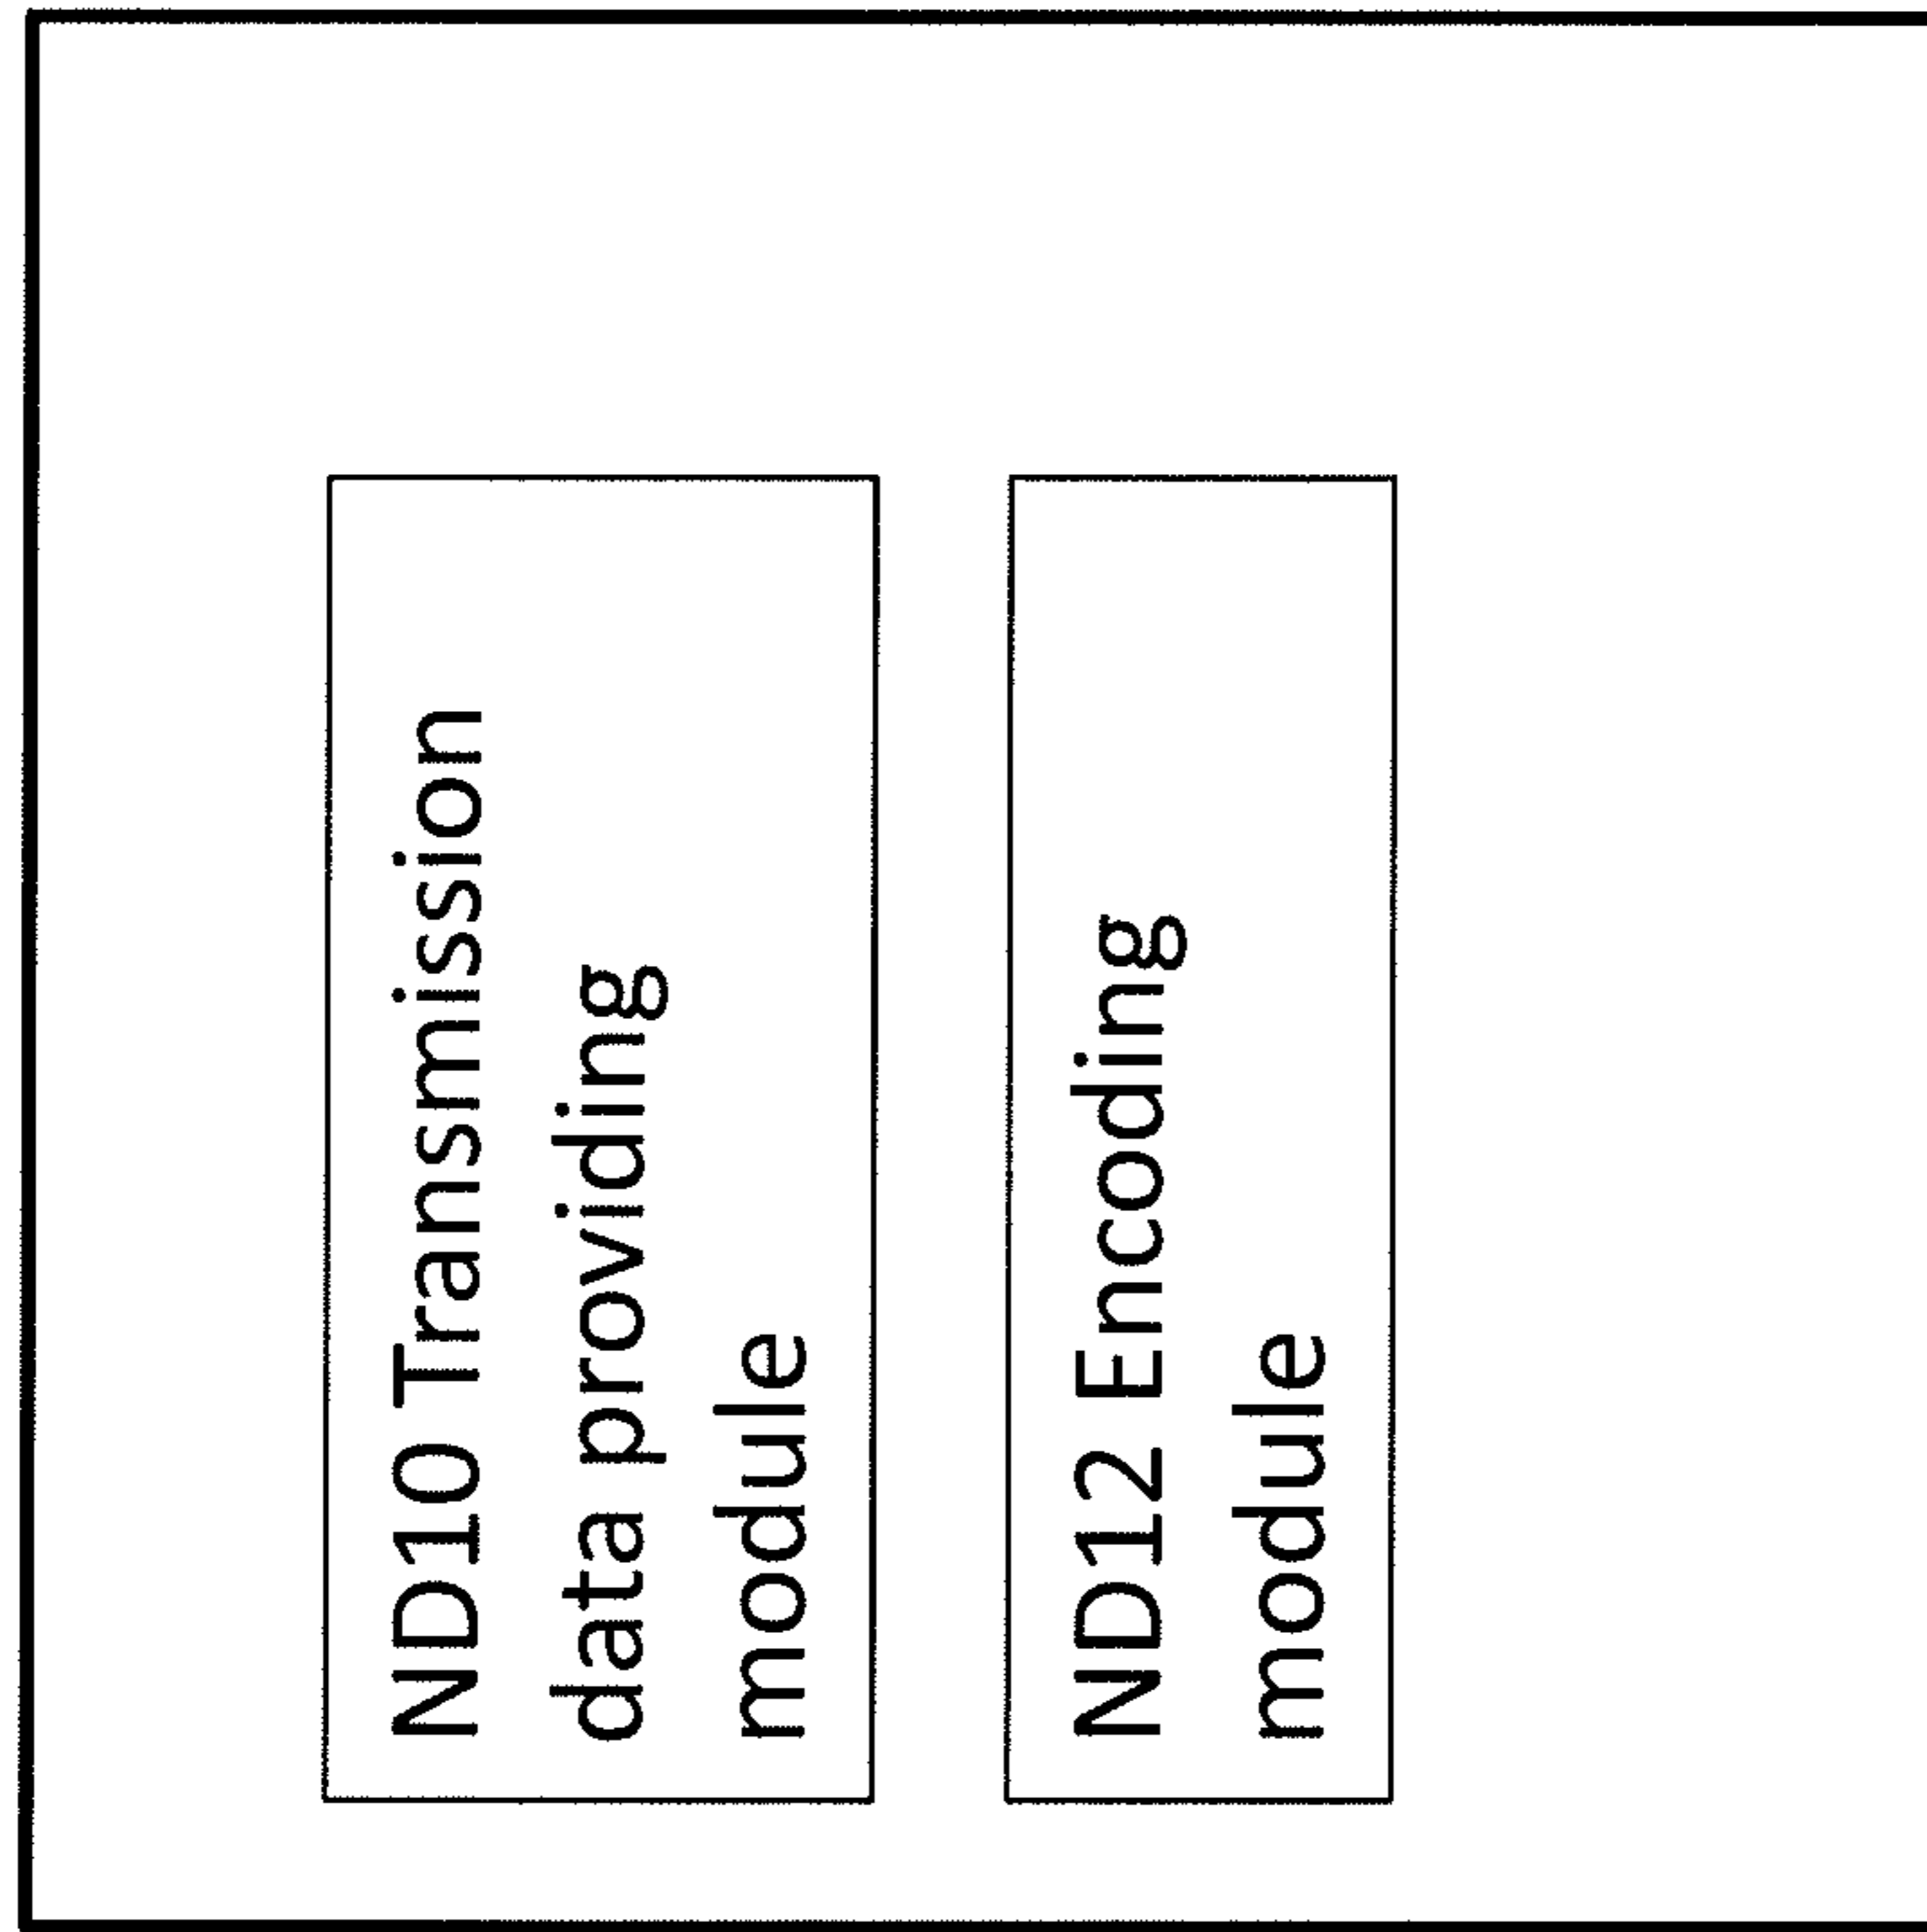 ND10 Transmission
data providing
module
ND12 Encoding
module